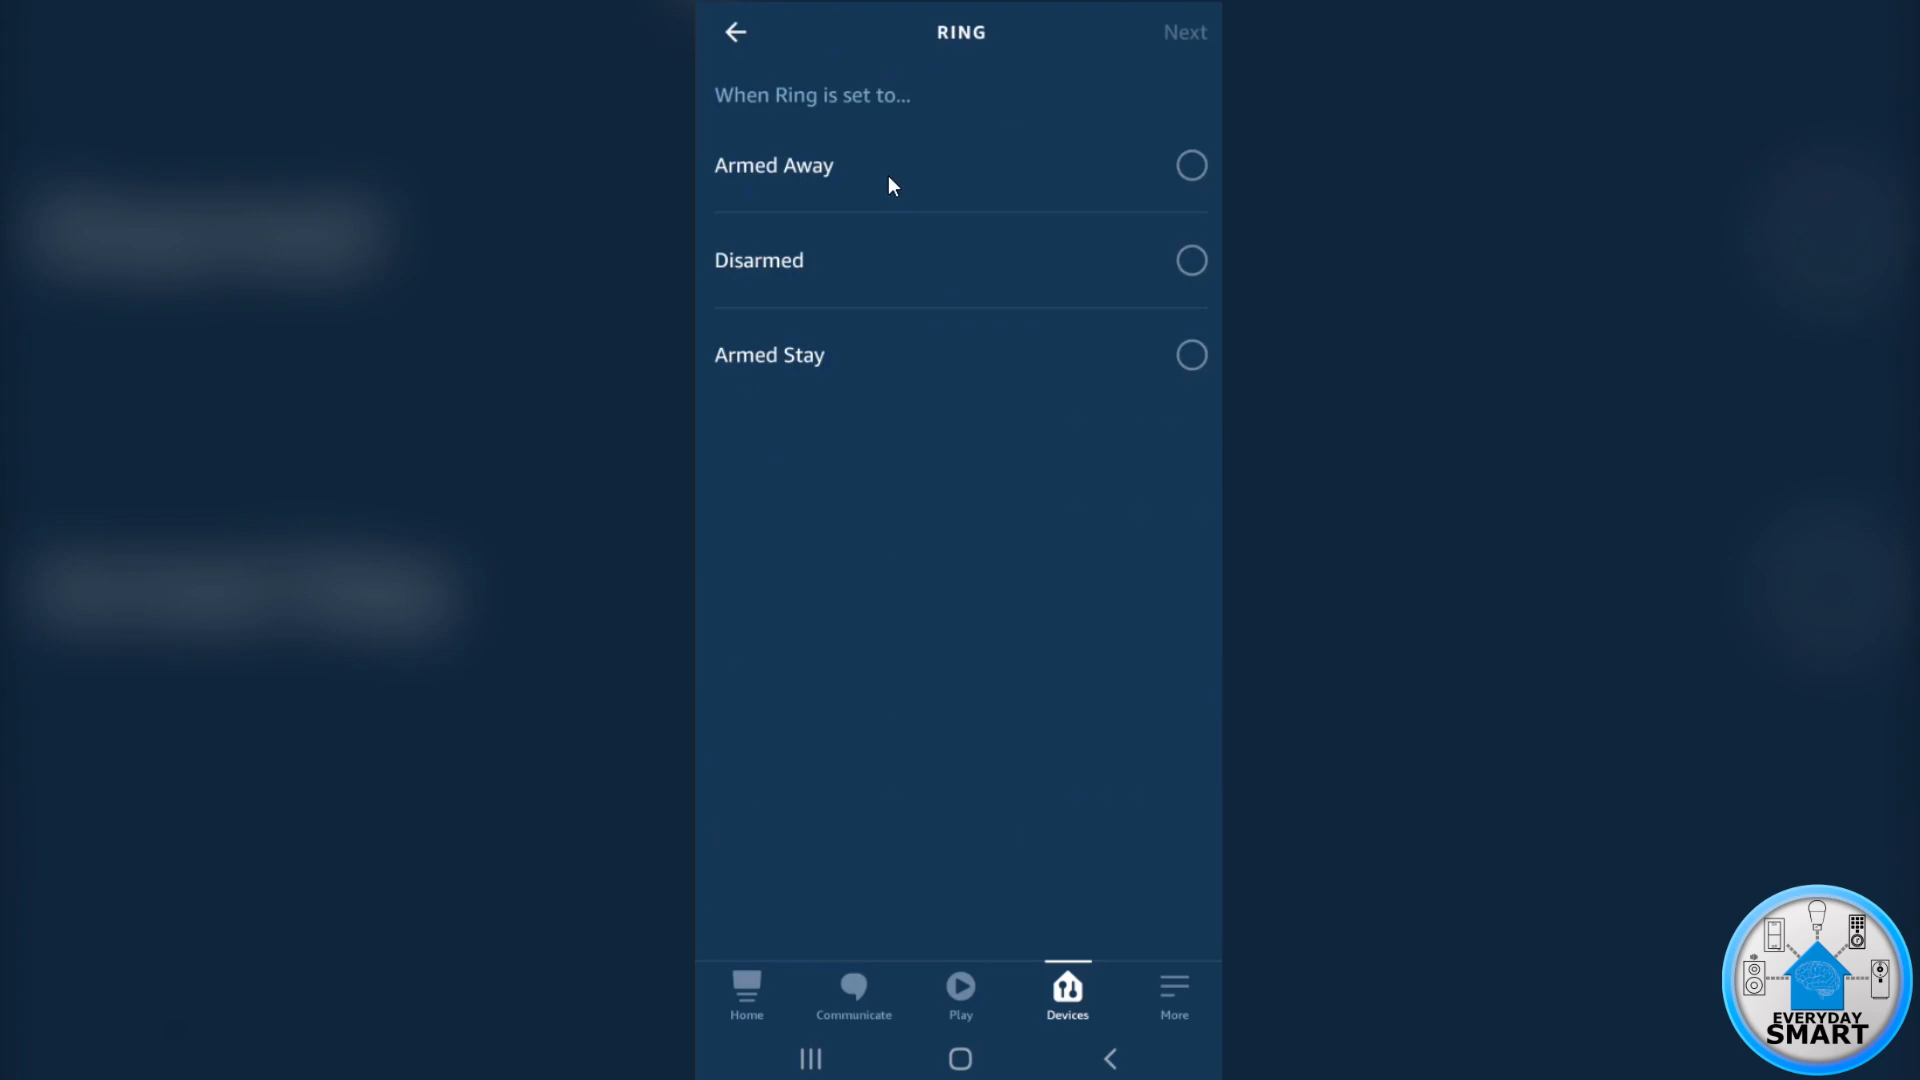 RING
Next
When Ring is set to...
Armed Away
Disarmed
Armed Stay
Home
Communicate
Play
Devices
More
EVERYDAY
SMART